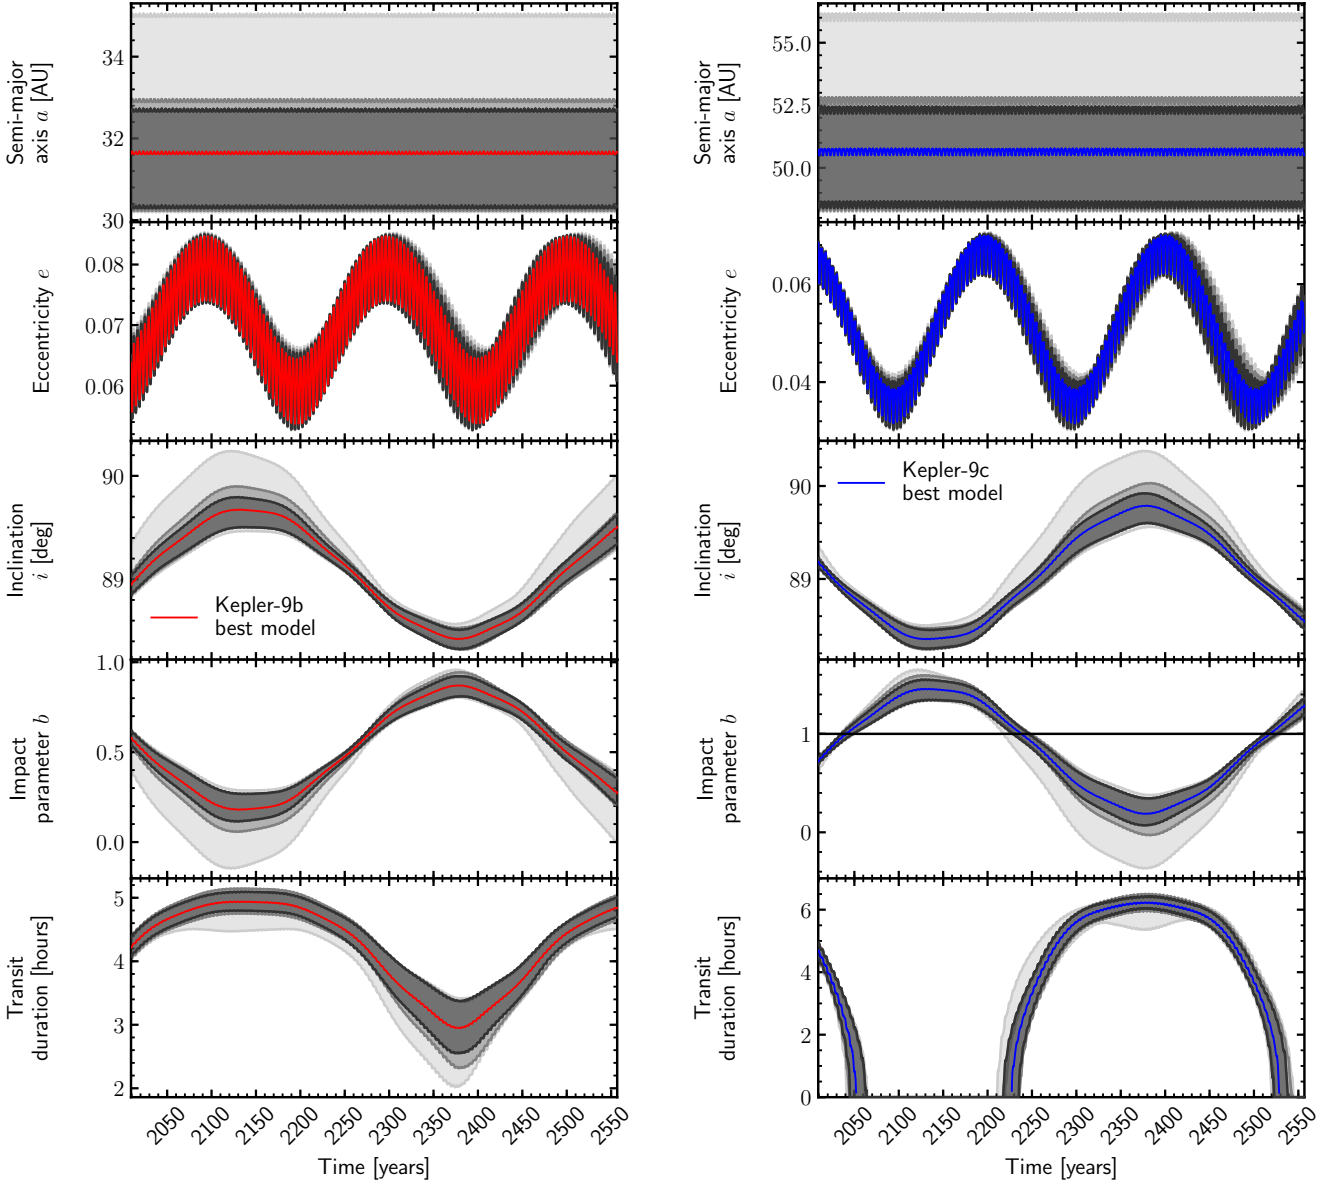 Semi-major
axis a [AU]
34
32
30
Eccentricity e
0.08
0.07
0.06
Inclination
i [deg]
90
89
Kepler-9b
best model
Impact
parameter b
1.0
0.5
0.0
Transit
duration [hours]
5
4
3
2
2050 2100 2150 2200 2250 2300 2350 2400 2450 2500 2550
Time [years]
Semi-major
axis a [AU]
55.0
52.5
50.0
Eccentricity e
0.06
0.04
Inclination
i [deg]
90
89
Kepler-9c
best model
Impact
parameter b
1
0
Transit
duration [hours]
6
4
2
0
2050 2100 2150 2200 2250 2300 2350 2400 2450 2500 2550
Time [years]